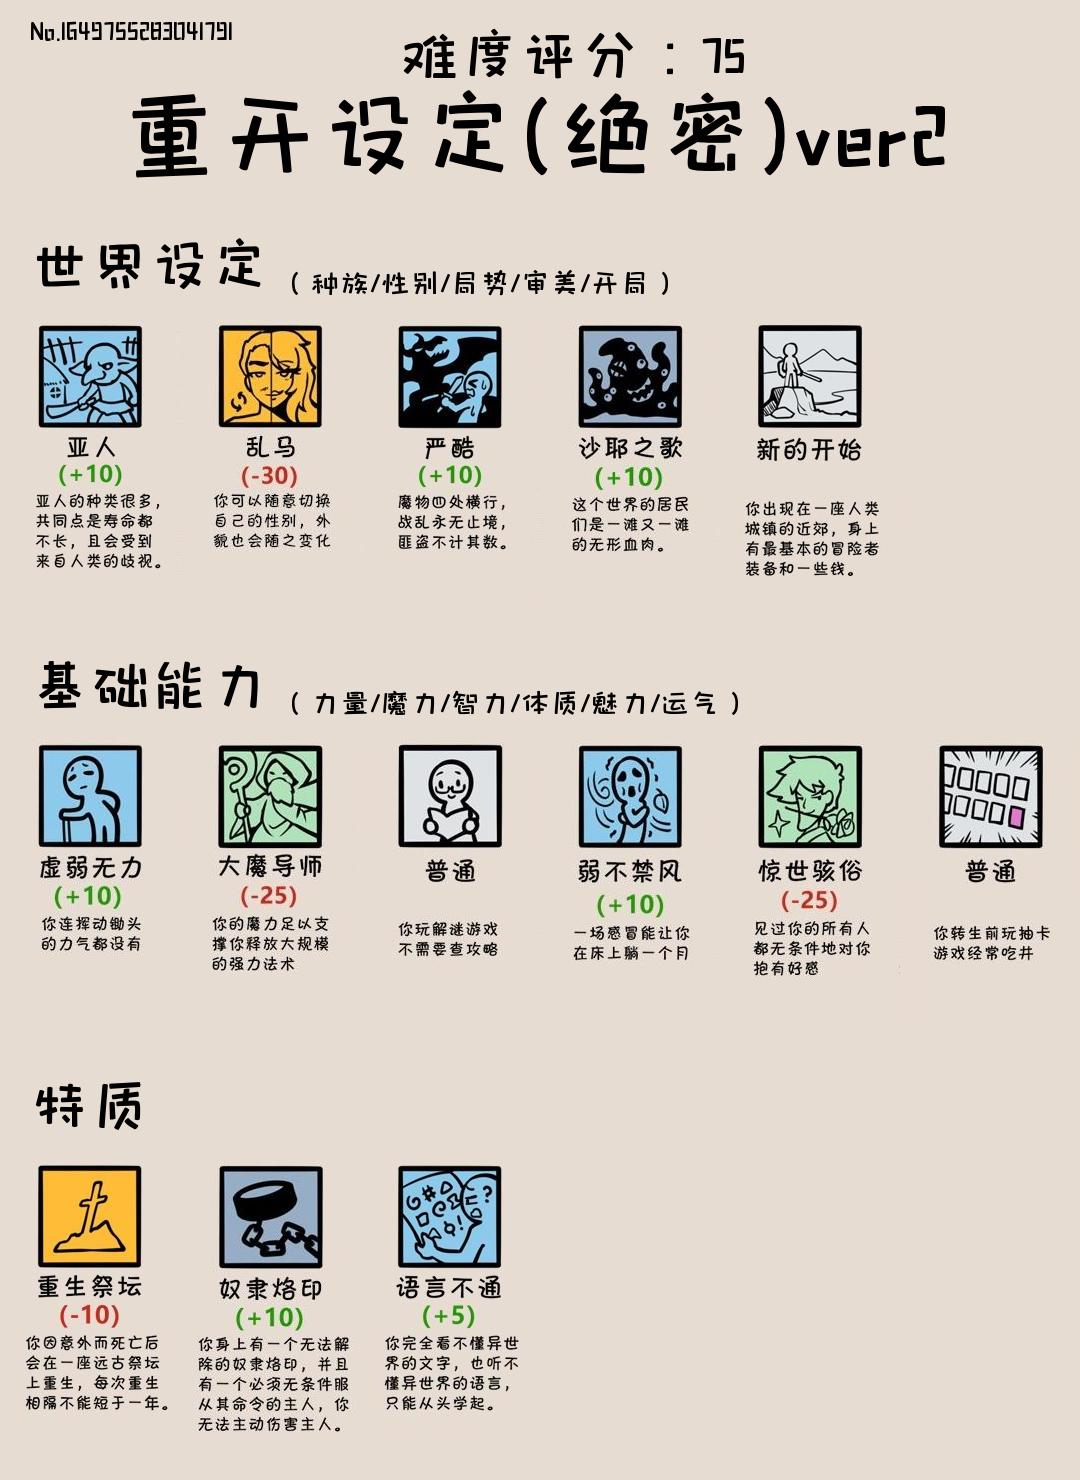 No.1649755283041791
难度评分:75
重开设定(绝密)ver2
世界设定
(种族/性别/局势/审美/开局)
亚人
(+10)
亚人的种类很多,
共同点是寿命都
不长,且会受到
来自人类的歧视。
乱马
(-30)
你可以随意切换
自己的性别,外
貌也会随之变化
严酷
(+10)
魔物四处横行,
战乱永无止境,
匪盗不计其数。
沙耶之歌
(+10)
这个世界的居民
们是一滩又一滩
的无形血肉。
新的开始
你出现在一座人类
城镇的近郊,身上
有最基本的冒险者
装备和一些钱。
基础能力
(力量/魔力/智力/体质/魅力/运气)
虚弱无力
(+10)
你连挥动锄头
的力气都没有
大魔导师
(-25)
你的魔力足以支
撑你释放大规模
的强力法术
普通
你玩解谜游戏
不需要查攻略
弱不禁风
(+10)
一场感冒能让你
在床上躺一个月
惊世骇俗
(-25)
见过你的所有人
都无条件地对你
抱有好感
普通
你转生前玩抽卡
游戏经常吃井
特质
重生祭坛
(-10)
你因意外而死亡后
会在一座远古祭坛
上重生,每次重生
相隔不能短于一年。
奴隶烙印
(+10)
你身上有一个无法解
除的奴隶烙印,并且
有一个必须无条件服
从其命令的主人,你
无法主动伤害主人。
语言不通
(+5)
你完全看不懂异世
界的文字,也听不
懂异世界的语言,
只能从头学起。